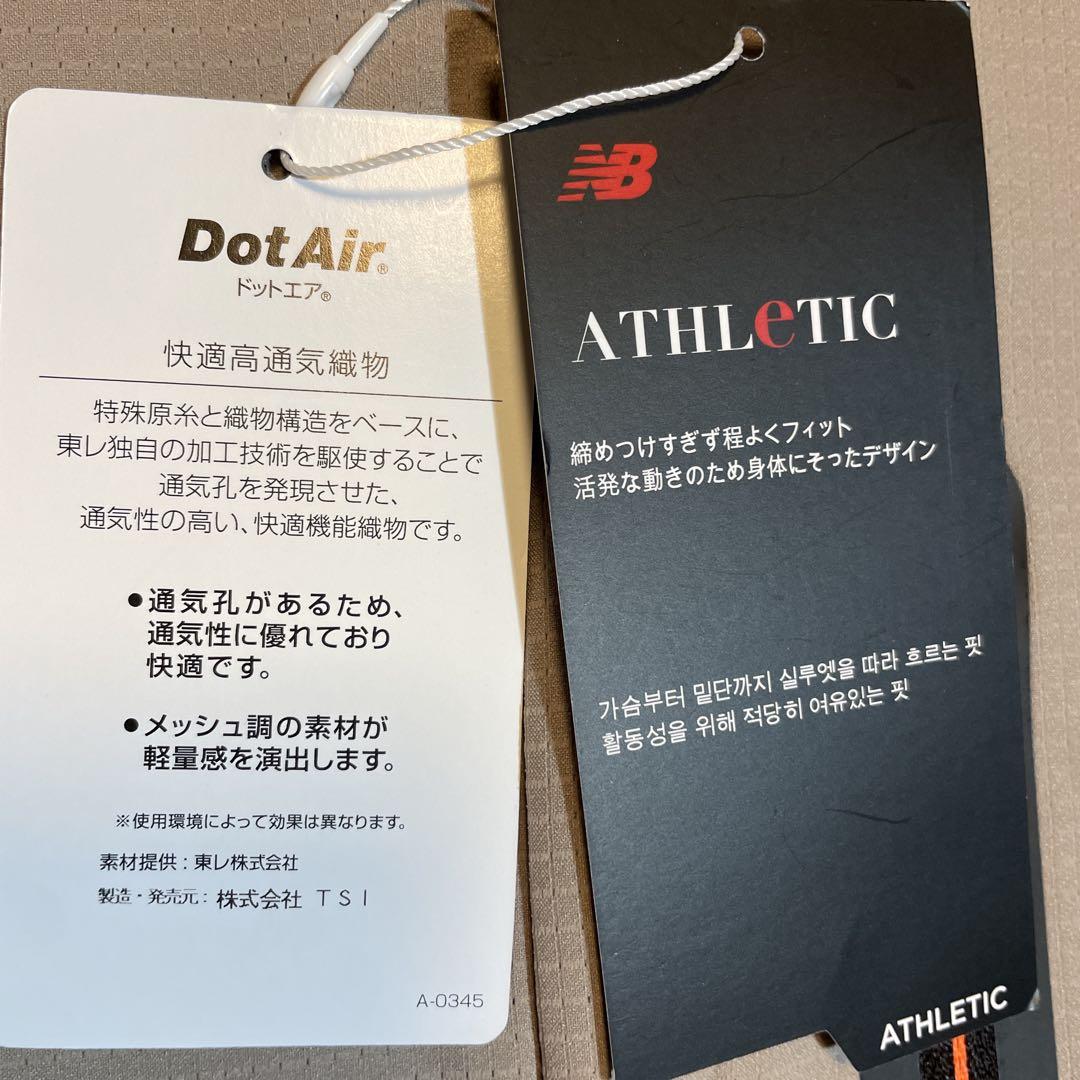 DotAir®
ドットエア®
快適高通気織物
特殊原糸と織物構造をベースに、
東レ独自の加工技術を駆使することで
通気孔を発現させた、
通気性の高い、快適機能織物です。
●通気孔があるため、
通気性に優れており
快適です。
●メッシュ調の素材が
軽量感を演出します。
※使用環境によって効果は異なります。
素材提供：東レ株式会社
製造・発売元：株式会社 ＴＳＩ
A-0345
NB
ATHLeTIC
締めつけすぎず程よくフィット
活発な動きのため身体にそったデザイン
가슴부터 밑단까지 실루엣을 따라 흐르는 핏
활동성을 위해 적당히 여유있는 핏
ATHLETIC